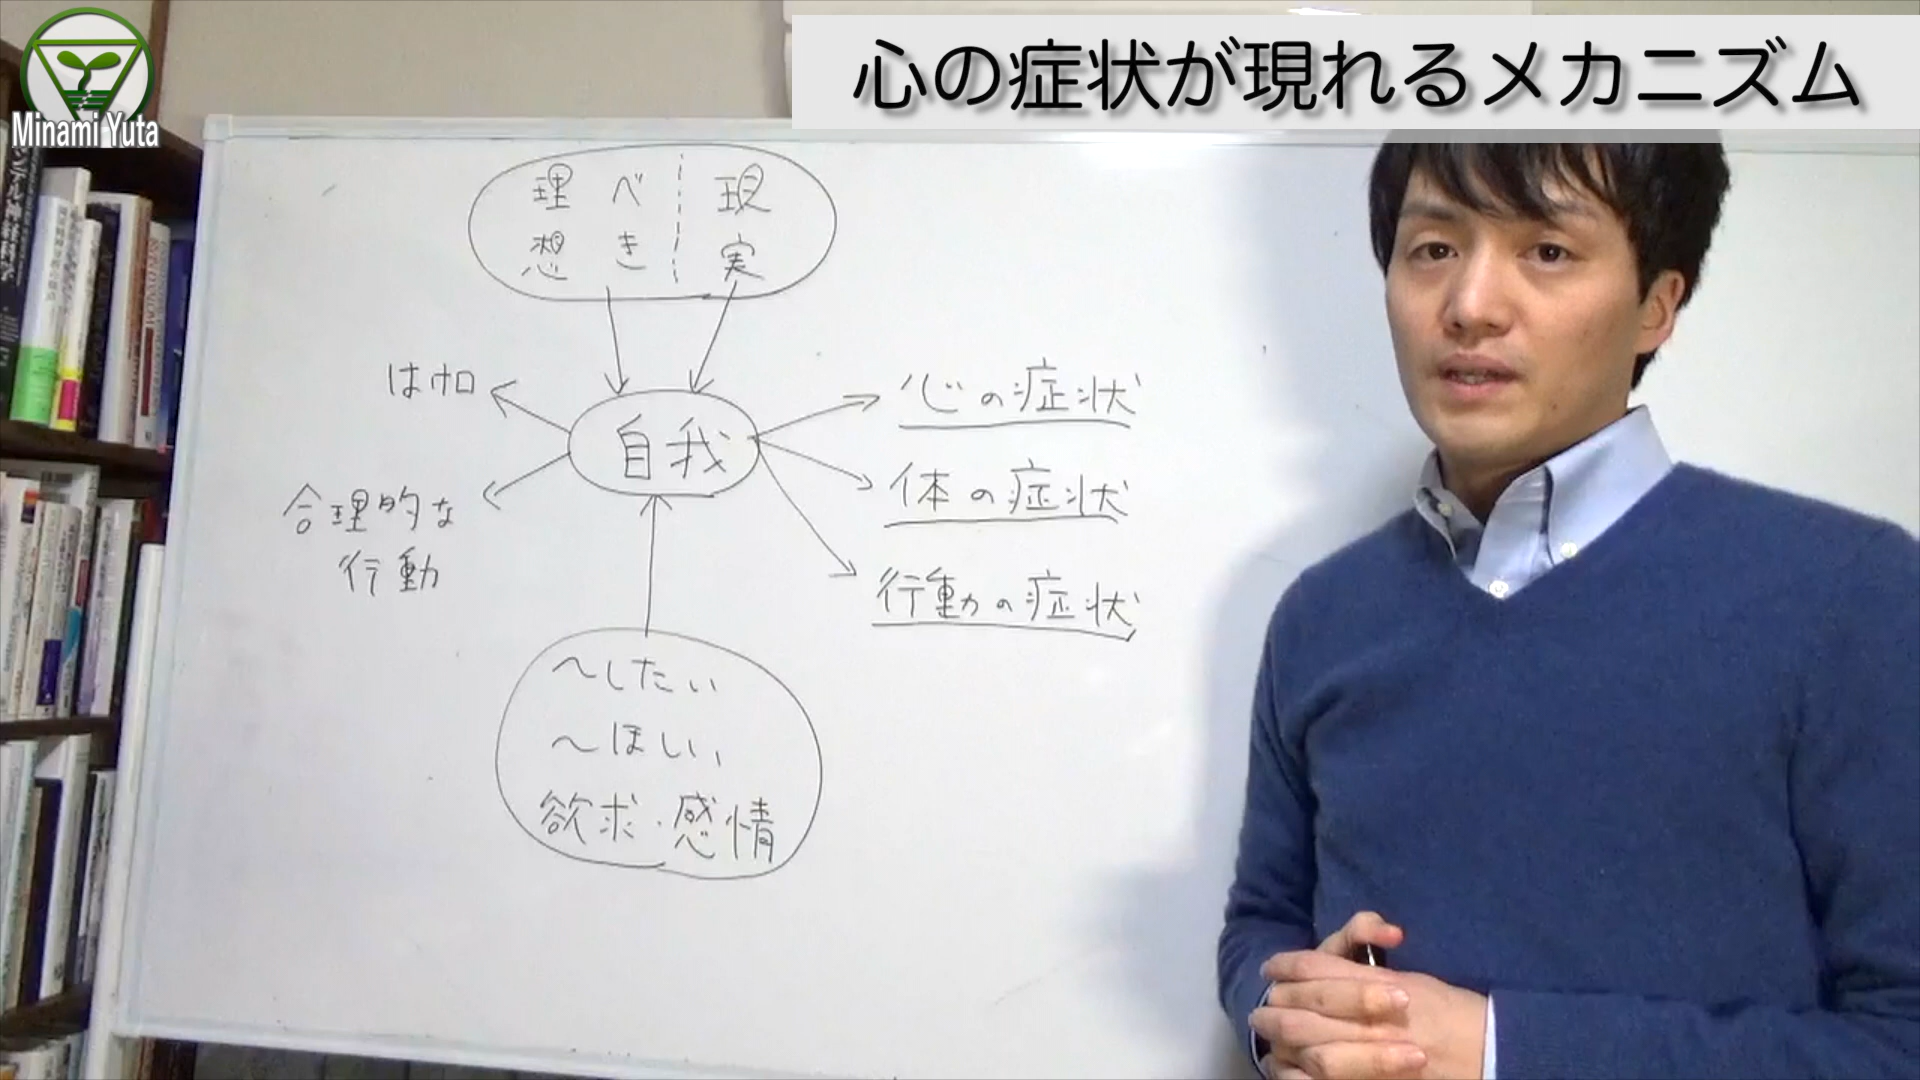 心の症状が現れるメカニズム
Minami Yuta
理想 べき 現実
は け口
自我
心の症状
体の症状
合理的な
行動
行動の症状
～したい
～ほしい
欲求・感情